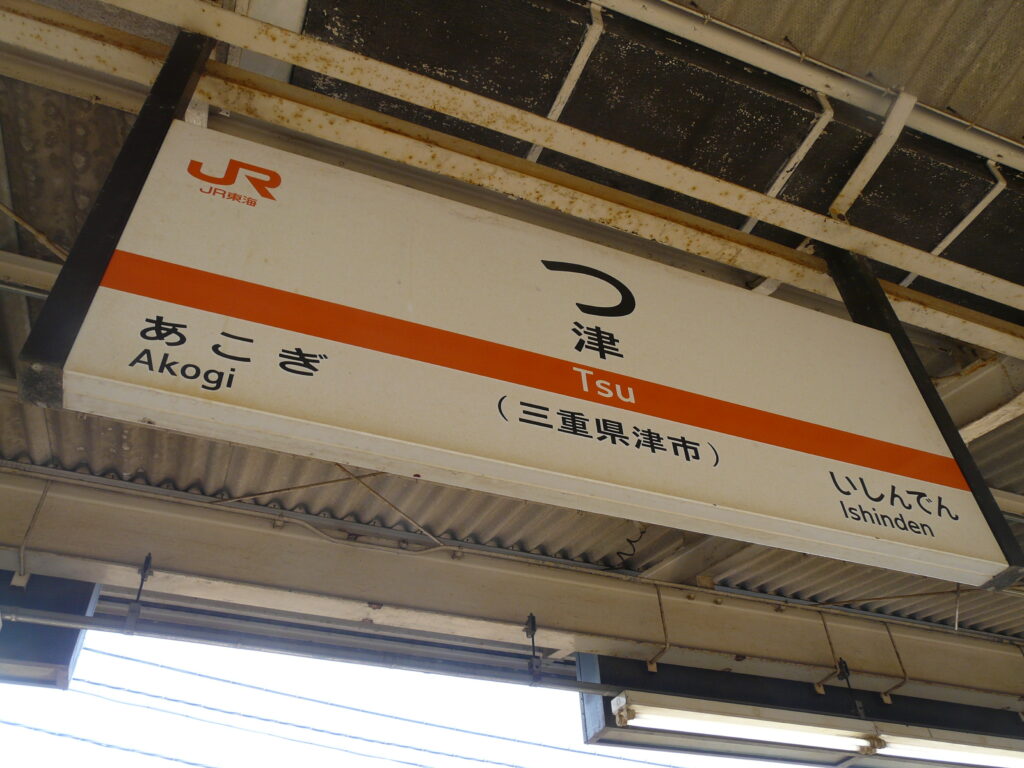 JR
JR東海
つ
津
Tsu
（三重県津市）
あこぎ
Akogi
いしんでん
Ishinden